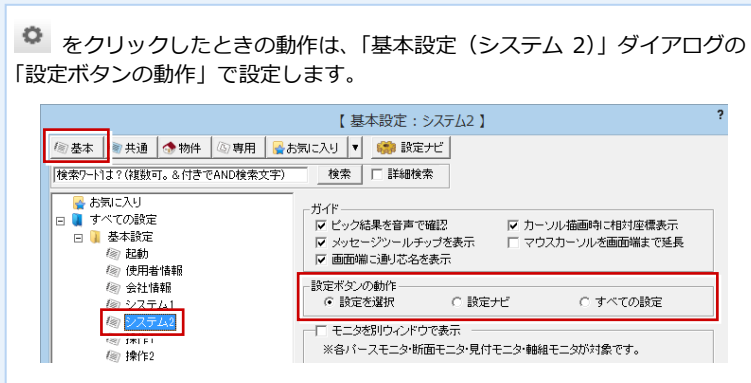 をクリックしたときの動作は、「基本設定（システム 2）」ダイアログの
「設定ボタンの動作」で設定します。
【 基本設定：システム2 】 ?
基本 共通 物件 専用 お気に入り ▼ 設定ナビ
検索ワードは？(複数可。＆付きでAND検索文字) 検索 詳細検索
お気に入り
すべての設定
基本設定
起動
使用者情報
会社情報
システム1
システム2
操作1
操作2
ガイド
ピック結果を音声で確認 カーソル描画時に相対座標表示
メッセージツールチップを表示 マウスカーソルを画面端まで延長
画面端に通り芯名を表示
設定ボタンの動作
設定を選択 設定ナビ すべての設定
モニタを別ウィンドウで表示
※各パースモニタ・断面モニタ・見付モニタ・軸組モニタが対象です。